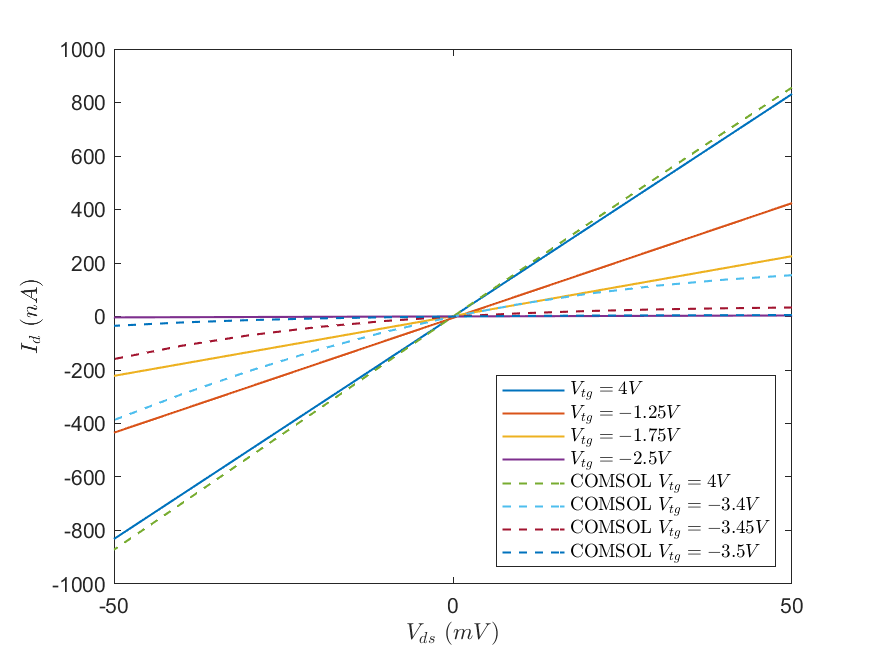 1000
800
600
400
200
0
-200
-400
-600
-800
-1000
I_d (nA)
-50 0 50
V_ds (mV)
V_tg = 4V
V_tg = −1.25V
V_tg = −1.75V
V_tg = −2.5V
COMSOL V_tg = 4V
COMSOL V_tg = −3.4V
COMSOL V_tg = −3.45V
COMSOL V_tg = −3.5V